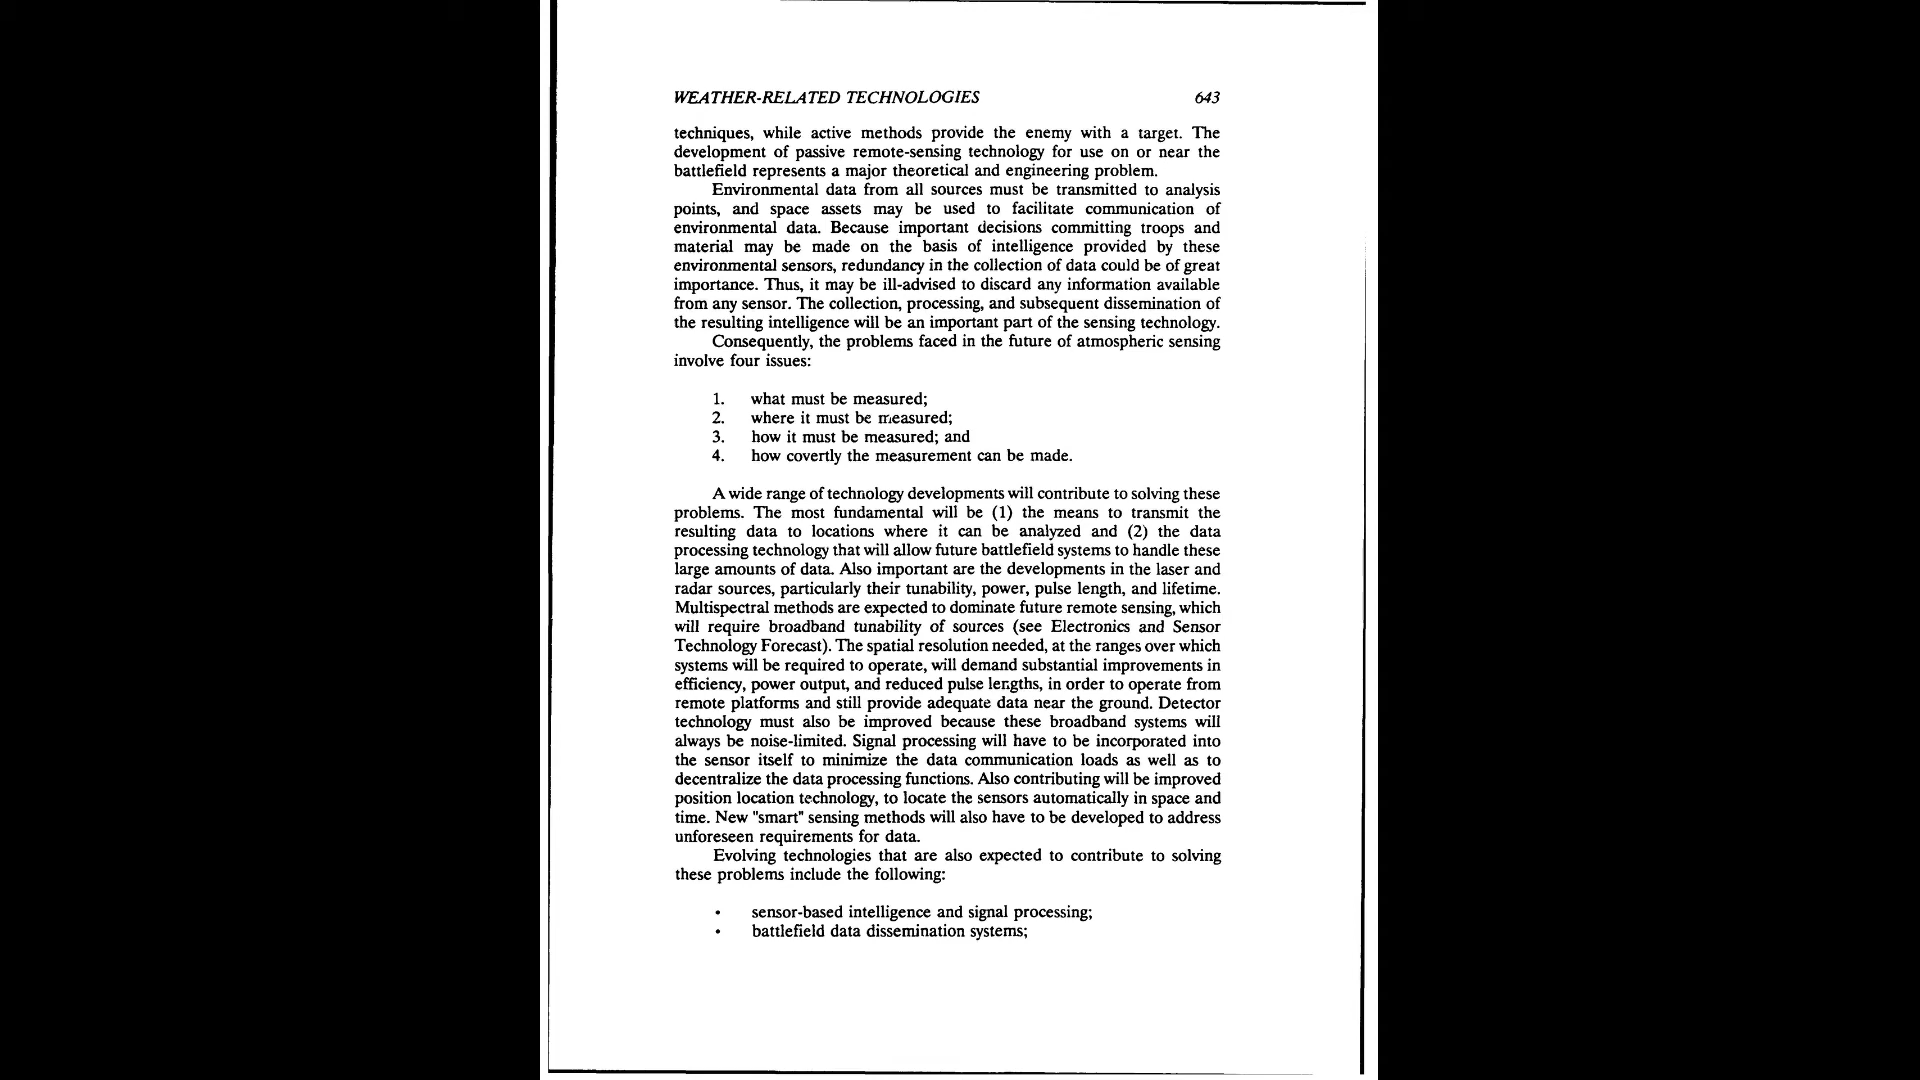 WEATHER-RELATED TECHNOLOGIES 643
techniques, while active methods provide the enemy with a target. The
development of passive remote-sensing technology for use on or near the
battlefield represents a major theoretical and engineering problem.
Environmental data from all sources must be transmitted to analysis
points, and space assets may be used to facilitate communication of
environmental data. Because important decisions committing troops and
material may be made on the basis of intelligence provided by these
environmental sensors, redundancy in the collection of data could be of great
importance. Thus, it may be ill-advised to discard any information available
from any sensor. The collection, processing, and subsequent dissemination of
the resulting intelligence will be an important part of the sensing technology.
Consequently, the problems faced in the future of atmospheric sensing
involve four issues:
1. what must be measured;
2. where it must be measured;
3. how it must be measured; and
4. how covertly the measurement can be made.
A wide range of technology developments will contribute to solving these
problems. The most fundamental will be (1) the means to transmit the
resulting data to locations where it can be analyzed and (2) the data
processing technology that will allow future battlefield systems to handle these
large amounts of data. Also important are the developments in the laser and
radar sources, particularly their tunability, power, pulse length, and lifetime.
Multispectral methods are expected to dominate future remote sensing, which
will require broadband tunability of sources (see Electronics and Sensor
Technology Forecast). The spatial resolution needed, at the ranges over which
systems will be required to operate, will demand substantial improvements in
efficiency, power output, and reduced pulse lengths, in order to operate from
remote platforms and still provide adequate data near the ground. Detector
technology must also be improved because these broadband systems will
always be noise-limited. Signal processing will have to be incorporated into
the sensor itself to minimize the data communication loads as well as to
decentralize the data processing functions. Also contributing will be improved
position location technology, to locate the sensors automatically in space and
time. New "smart" sensing methods will also have to be developed to address
unforeseen requirements for data.
Evolving technologies that are also expected to contribute to solving
these problems include the following:
• sensor-based intelligence and signal processing;
• battlefield data dissemination systems;